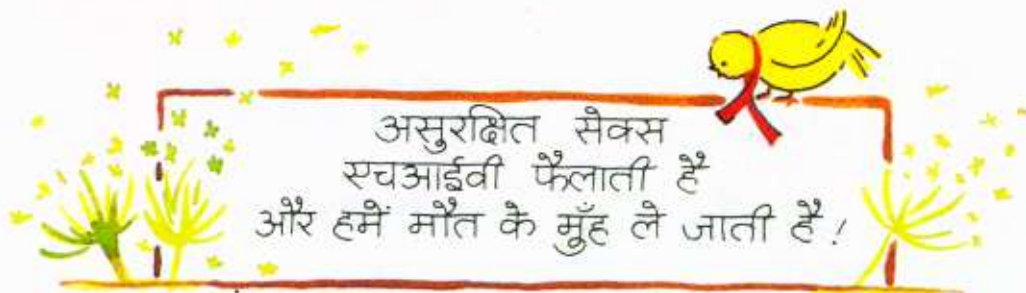 असुरक्षित सेक्स
एचआईवी फैलाती है
और हमें मौत के मुँह ले जाती है!